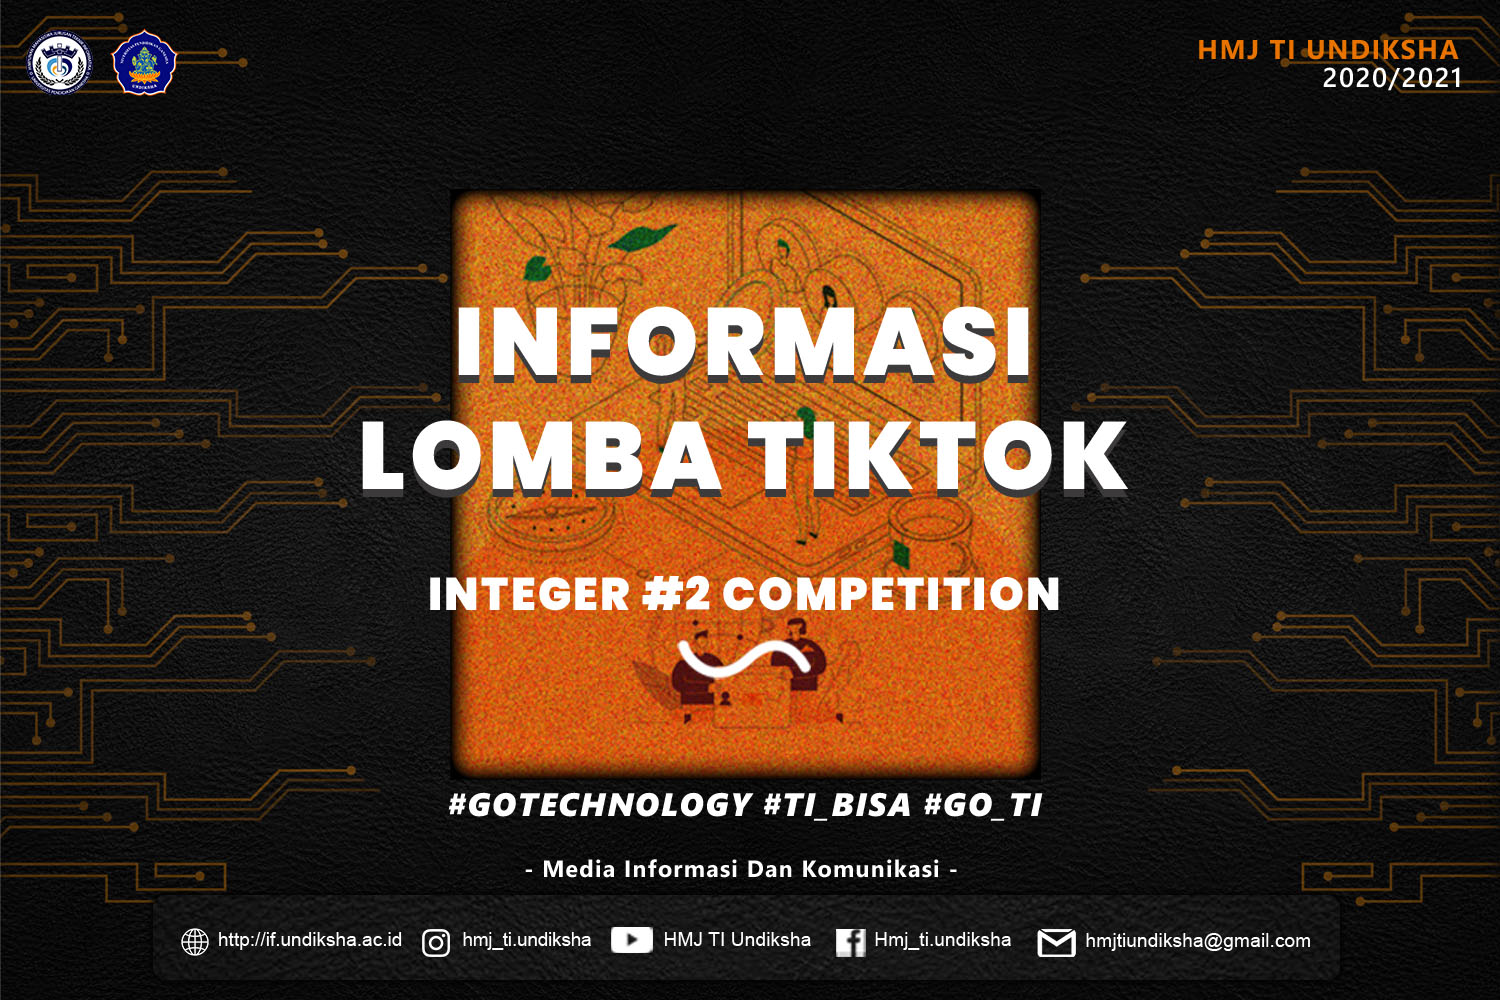 HMJ TI UNDIKSHA
2020/2021
INFORMASI
LOMBA TIKTOK
INTEGER #2 COMPETITION
#GOTECHNOLOGY #TI_BISA #GO_TI
- Media Informasi Dan Komunikasi -
http://if.undiksha.ac.id
hmj_ti.undiksha
HMJ TI Undiksha
Hmj_ti.undiksha
hmjtiundiksha@gmail.com
UNDIKSHA